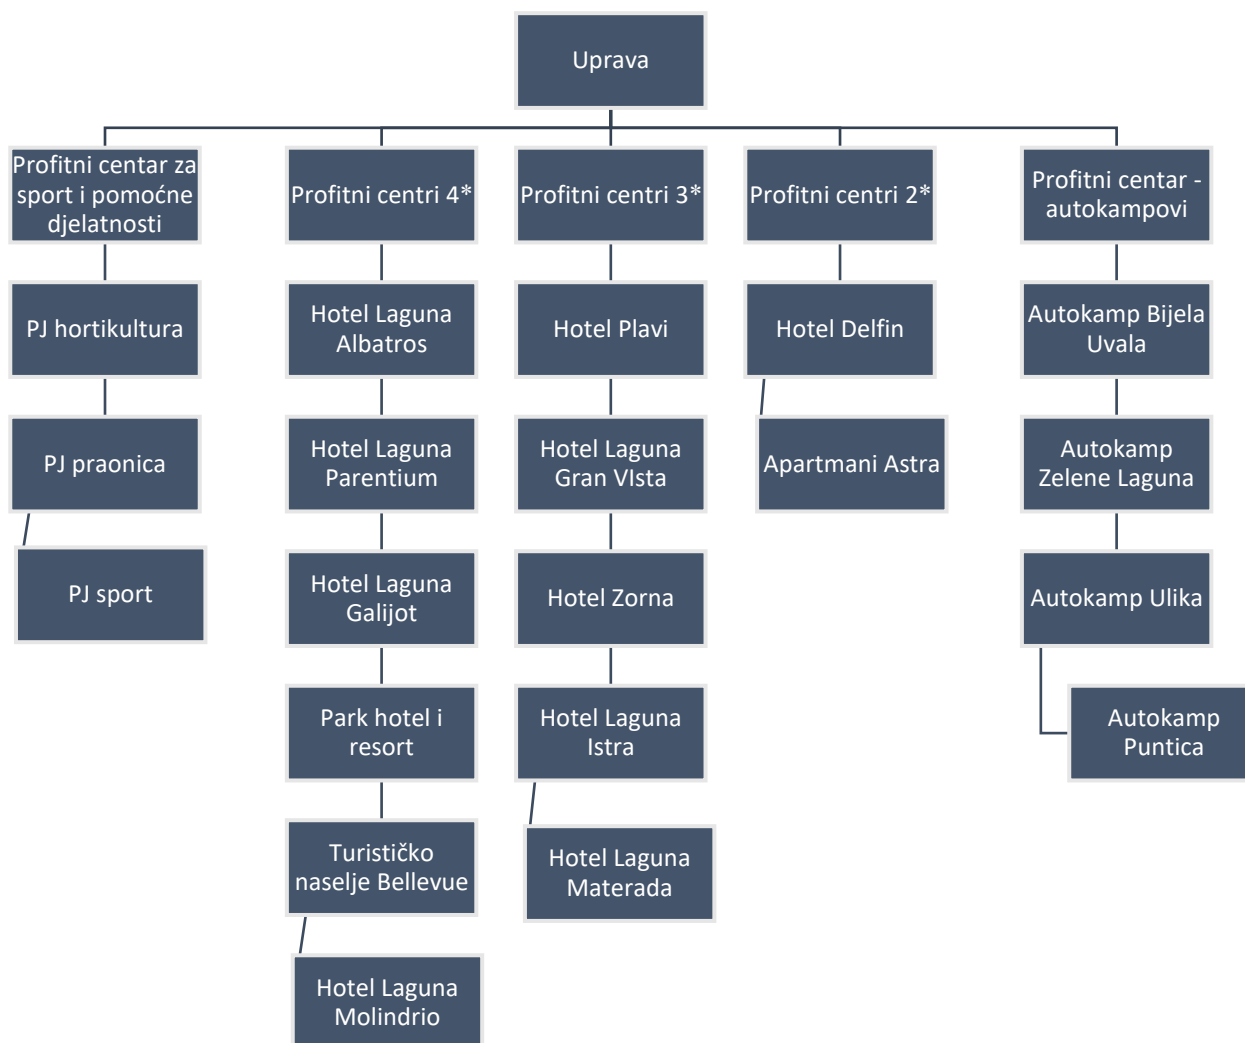 Uprava
Profitni centar za
sport i pomoćne
djelatnosti
Profitni centri 4*
Profitni centri 3*
Profitni centri 2*
Profitni centar -
autokampovi
PJ hortikultura
Hotel Laguna
Albatros
Hotel Plavi
Hotel Delfin
Autokamp Bijela
Uvala
PJ praonica
Hotel Laguna
Parentium
Hotel Laguna
Gran VIsta
Apartmani Astra
Autokamp
Zelene Laguna
PJ sport
Hotel Laguna
Galijot
Hotel Zorna
Autokamp Ulika
Park hotel i
resort
Hotel Laguna
Istra
Autokamp
Puntica
Turističko
naselje Bellevue
Hotel Laguna
Materada
Hotel Laguna
Molindrio